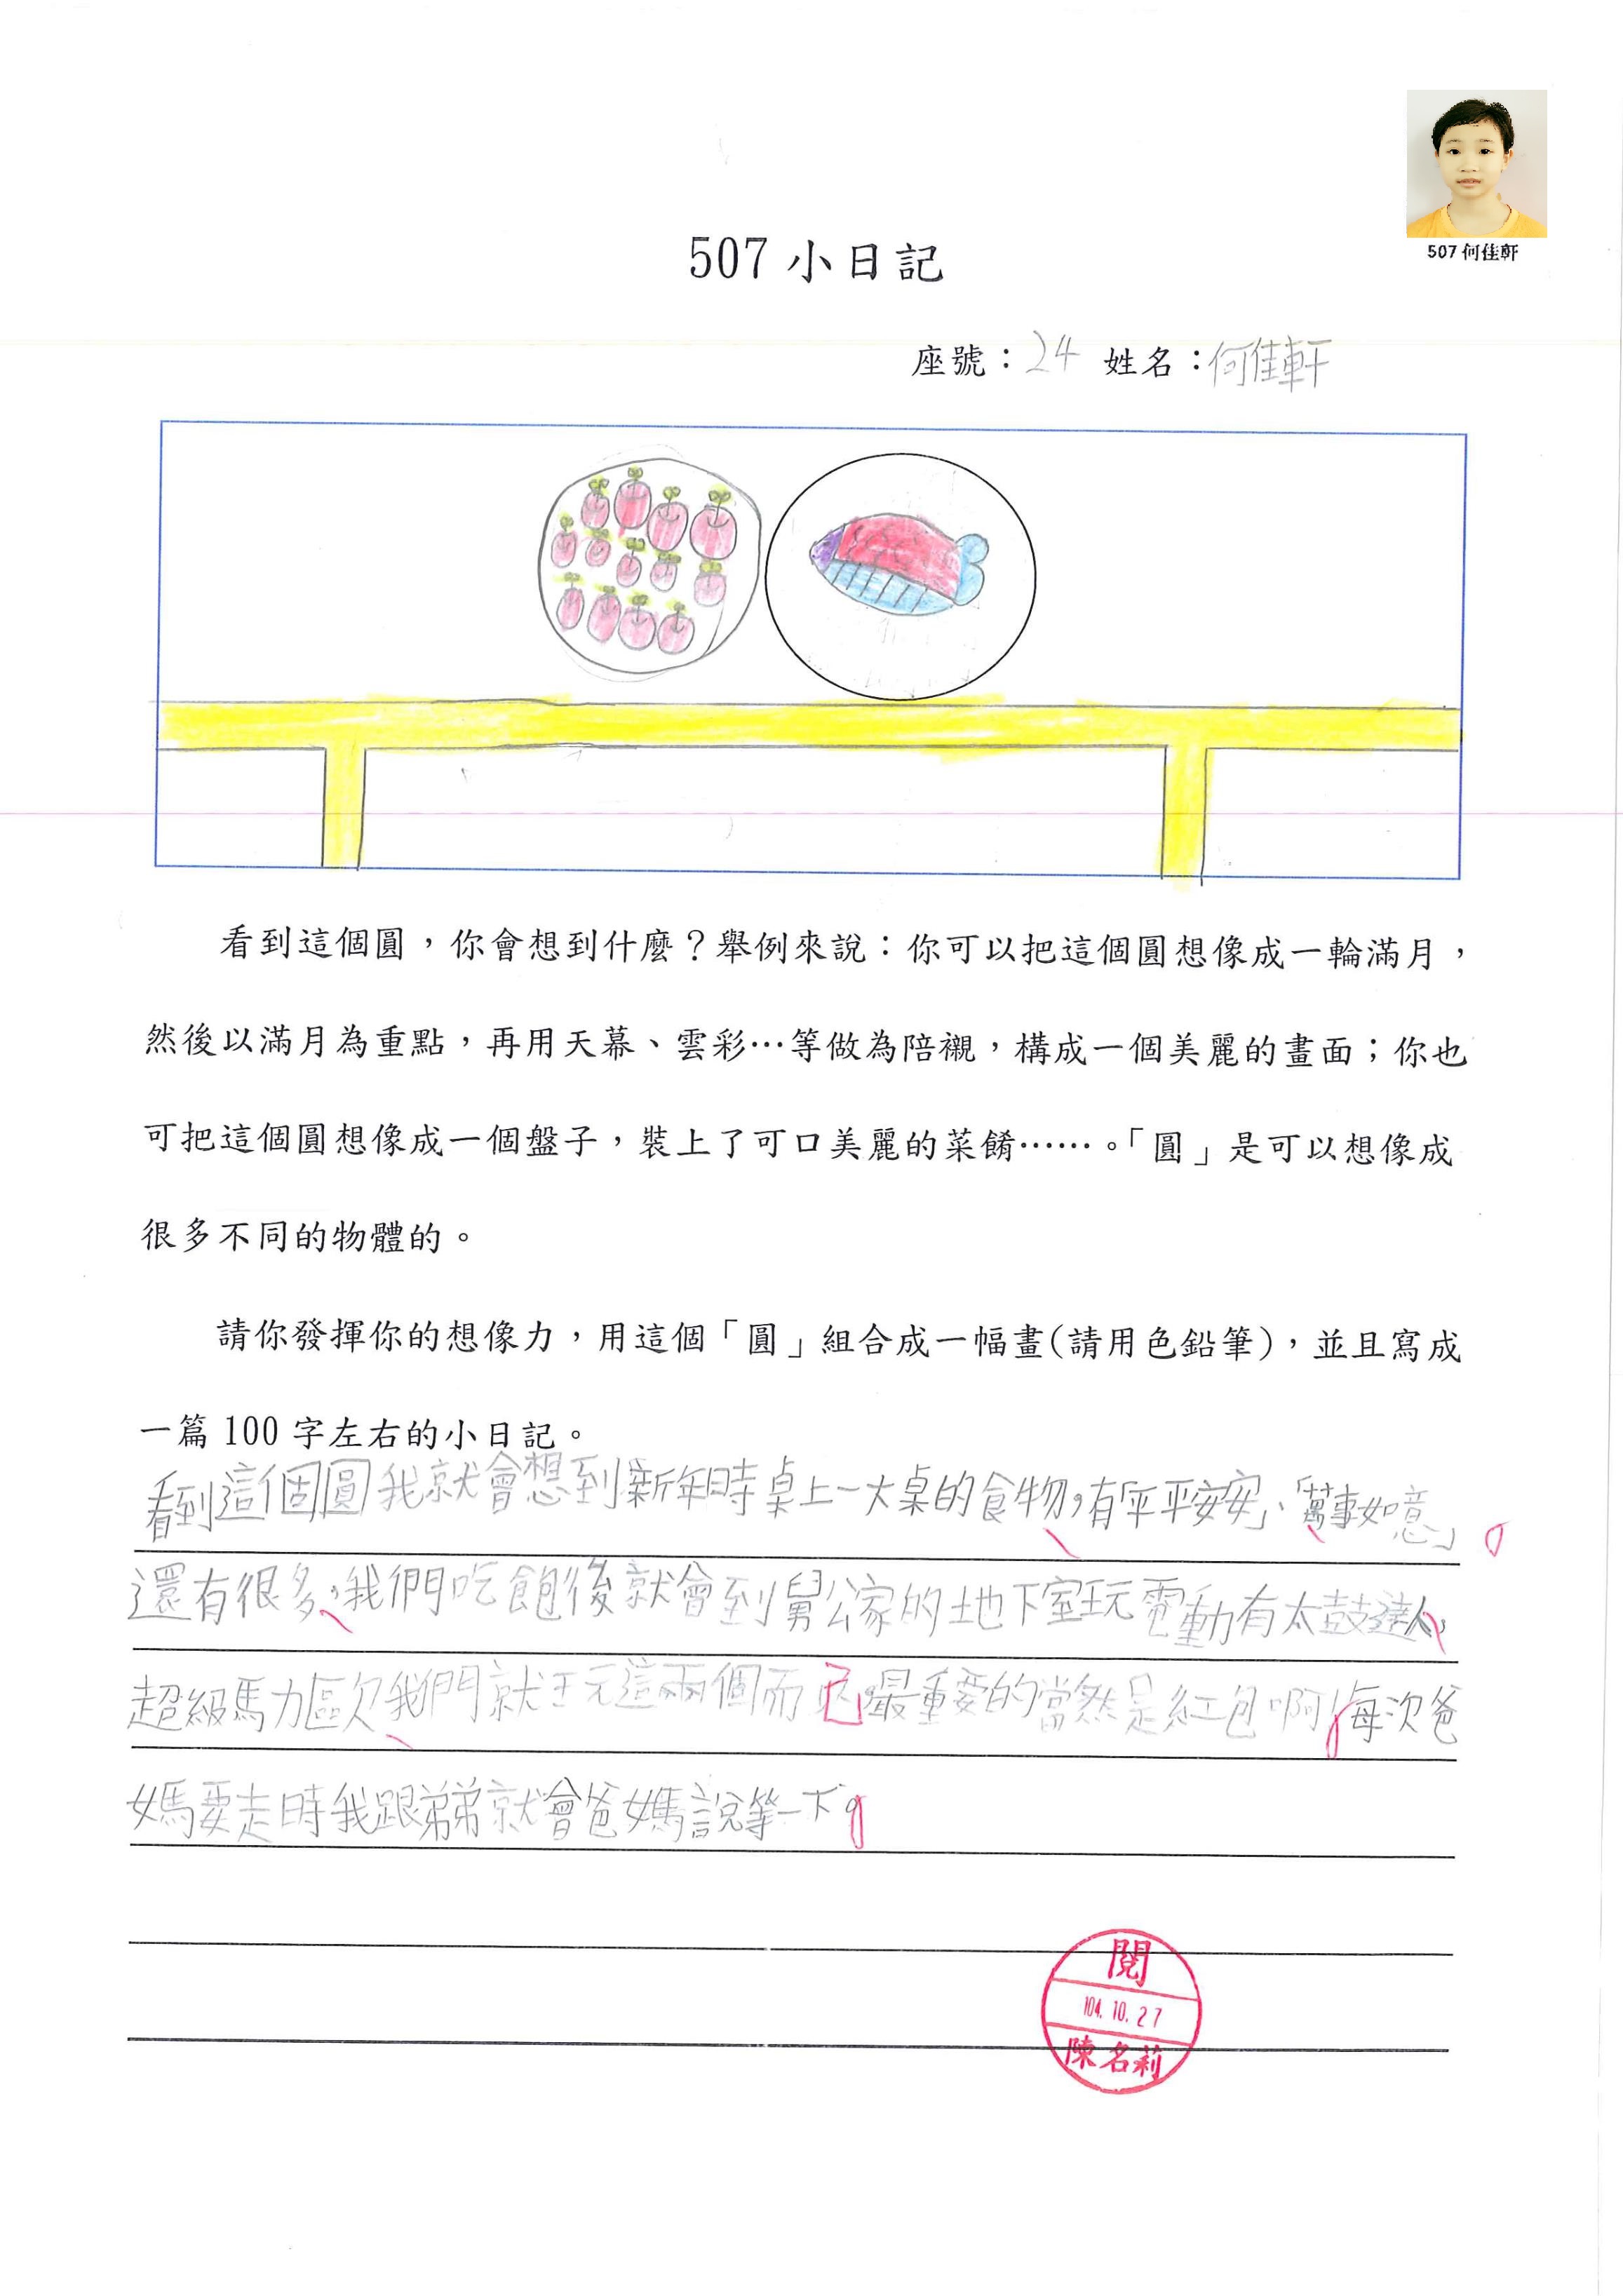 507 何佳軒
507 小日記
座號：24 姓名：何佳軒
看到這個圓，你會想到什麼？舉例來說：你可以把這個圓想像成一輪滿月，
然後以滿月為重點，再用天幕、雲彩…等做為陪襯，構成一個美麗的畫面；你也
可把這個圓想像成一個盤子，裝上了可口美麗的菜餚……。「圓」是可以想像成
很多不同的物體的。
請你發揮你的想像力，用這個「圓」組合成一幅畫(請用色鉛筆)，並且寫成
一篇 100 字左右的小日記。
看到這個圓我就會想到新年時桌上一大桌的食物，有「平平安安」、「萬事如意」。
還有很多，我們吃飽後就會到舅公家的地下室玩電動有太鼓達人，
超級馬力歐我們就玩這兩個而已，最重要的當然是紅包啊！每次爸
媽要走時我跟弟弟就會爸媽說等一下。
閱
104.10.27
陳名莉